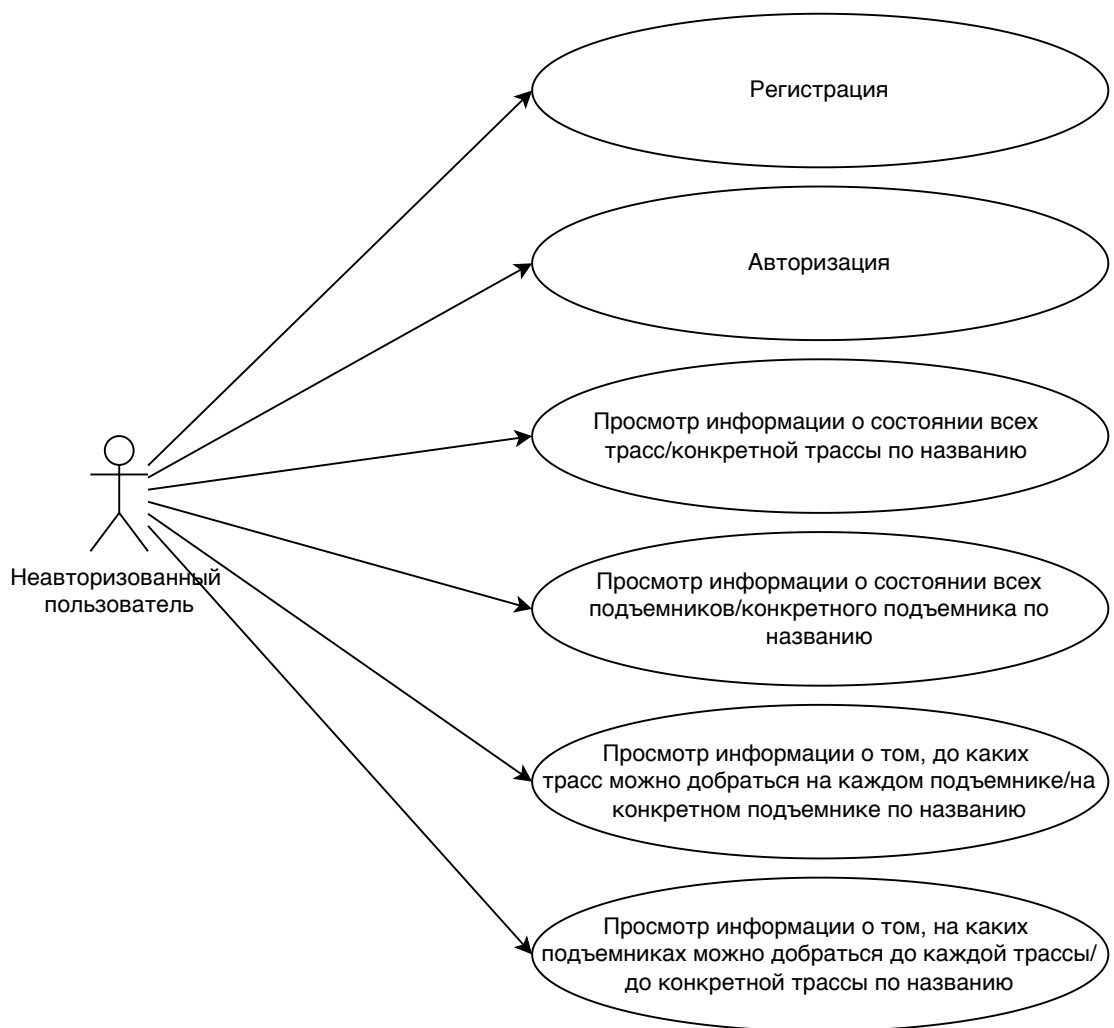 Регистрация
Авторизация
Просмотр информации о состоянии всех
трасс/конкретной трассы по названию
Неавторизованный
пользователь
Просмотр информации о состоянии всех
подъемников/конкретного подъемника по
названию
Просмотр информации о том, до каких
трасс можно добраться на каждом подъемнике/на
конкретном подъемнике по названию
Просмотр информации о том, на каких
подъемниках можно добраться до каждой трассы/
до конкретной трассы по названию